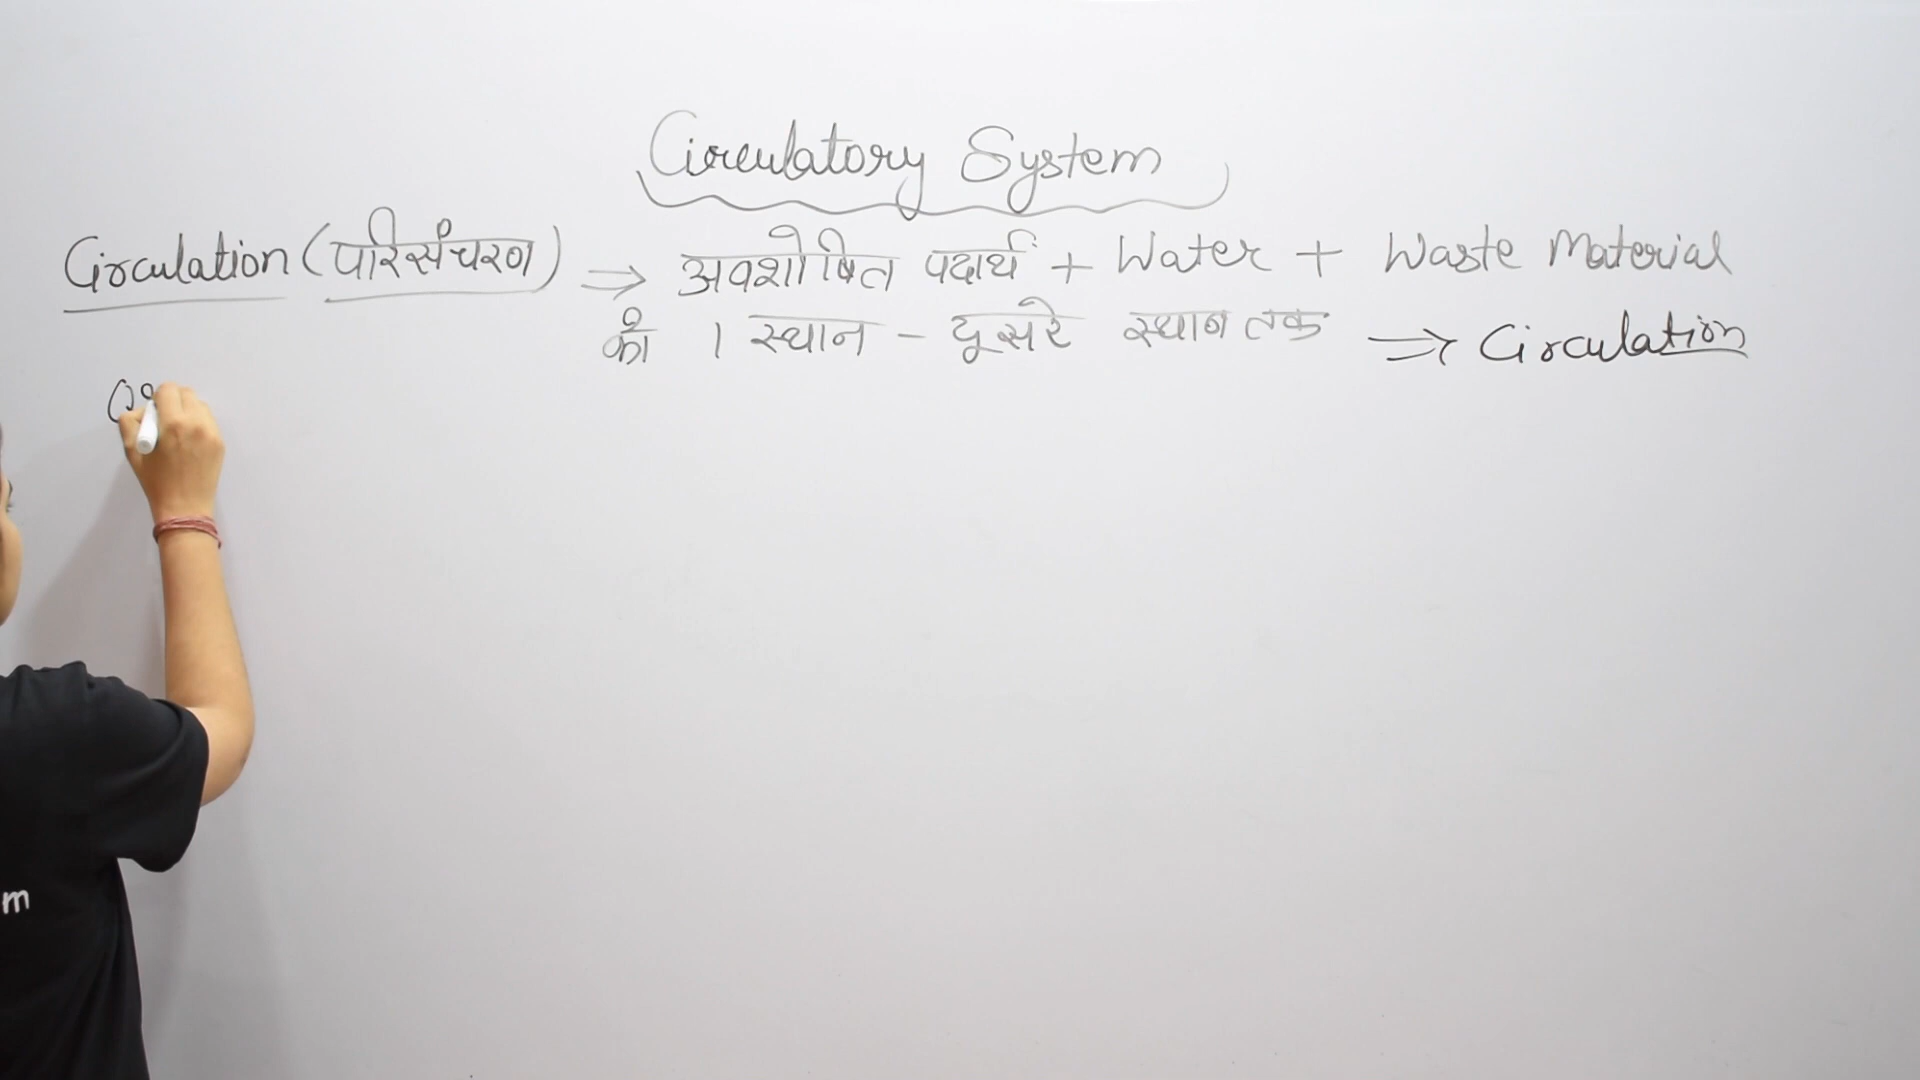 Circulatory System
Circulation (परिसंचरण) ⇒ अवशोषित पदार्थ + Water + Waste Material
का 1 स्थान - दूसरे स्थान तक ⇒ Circulation
m